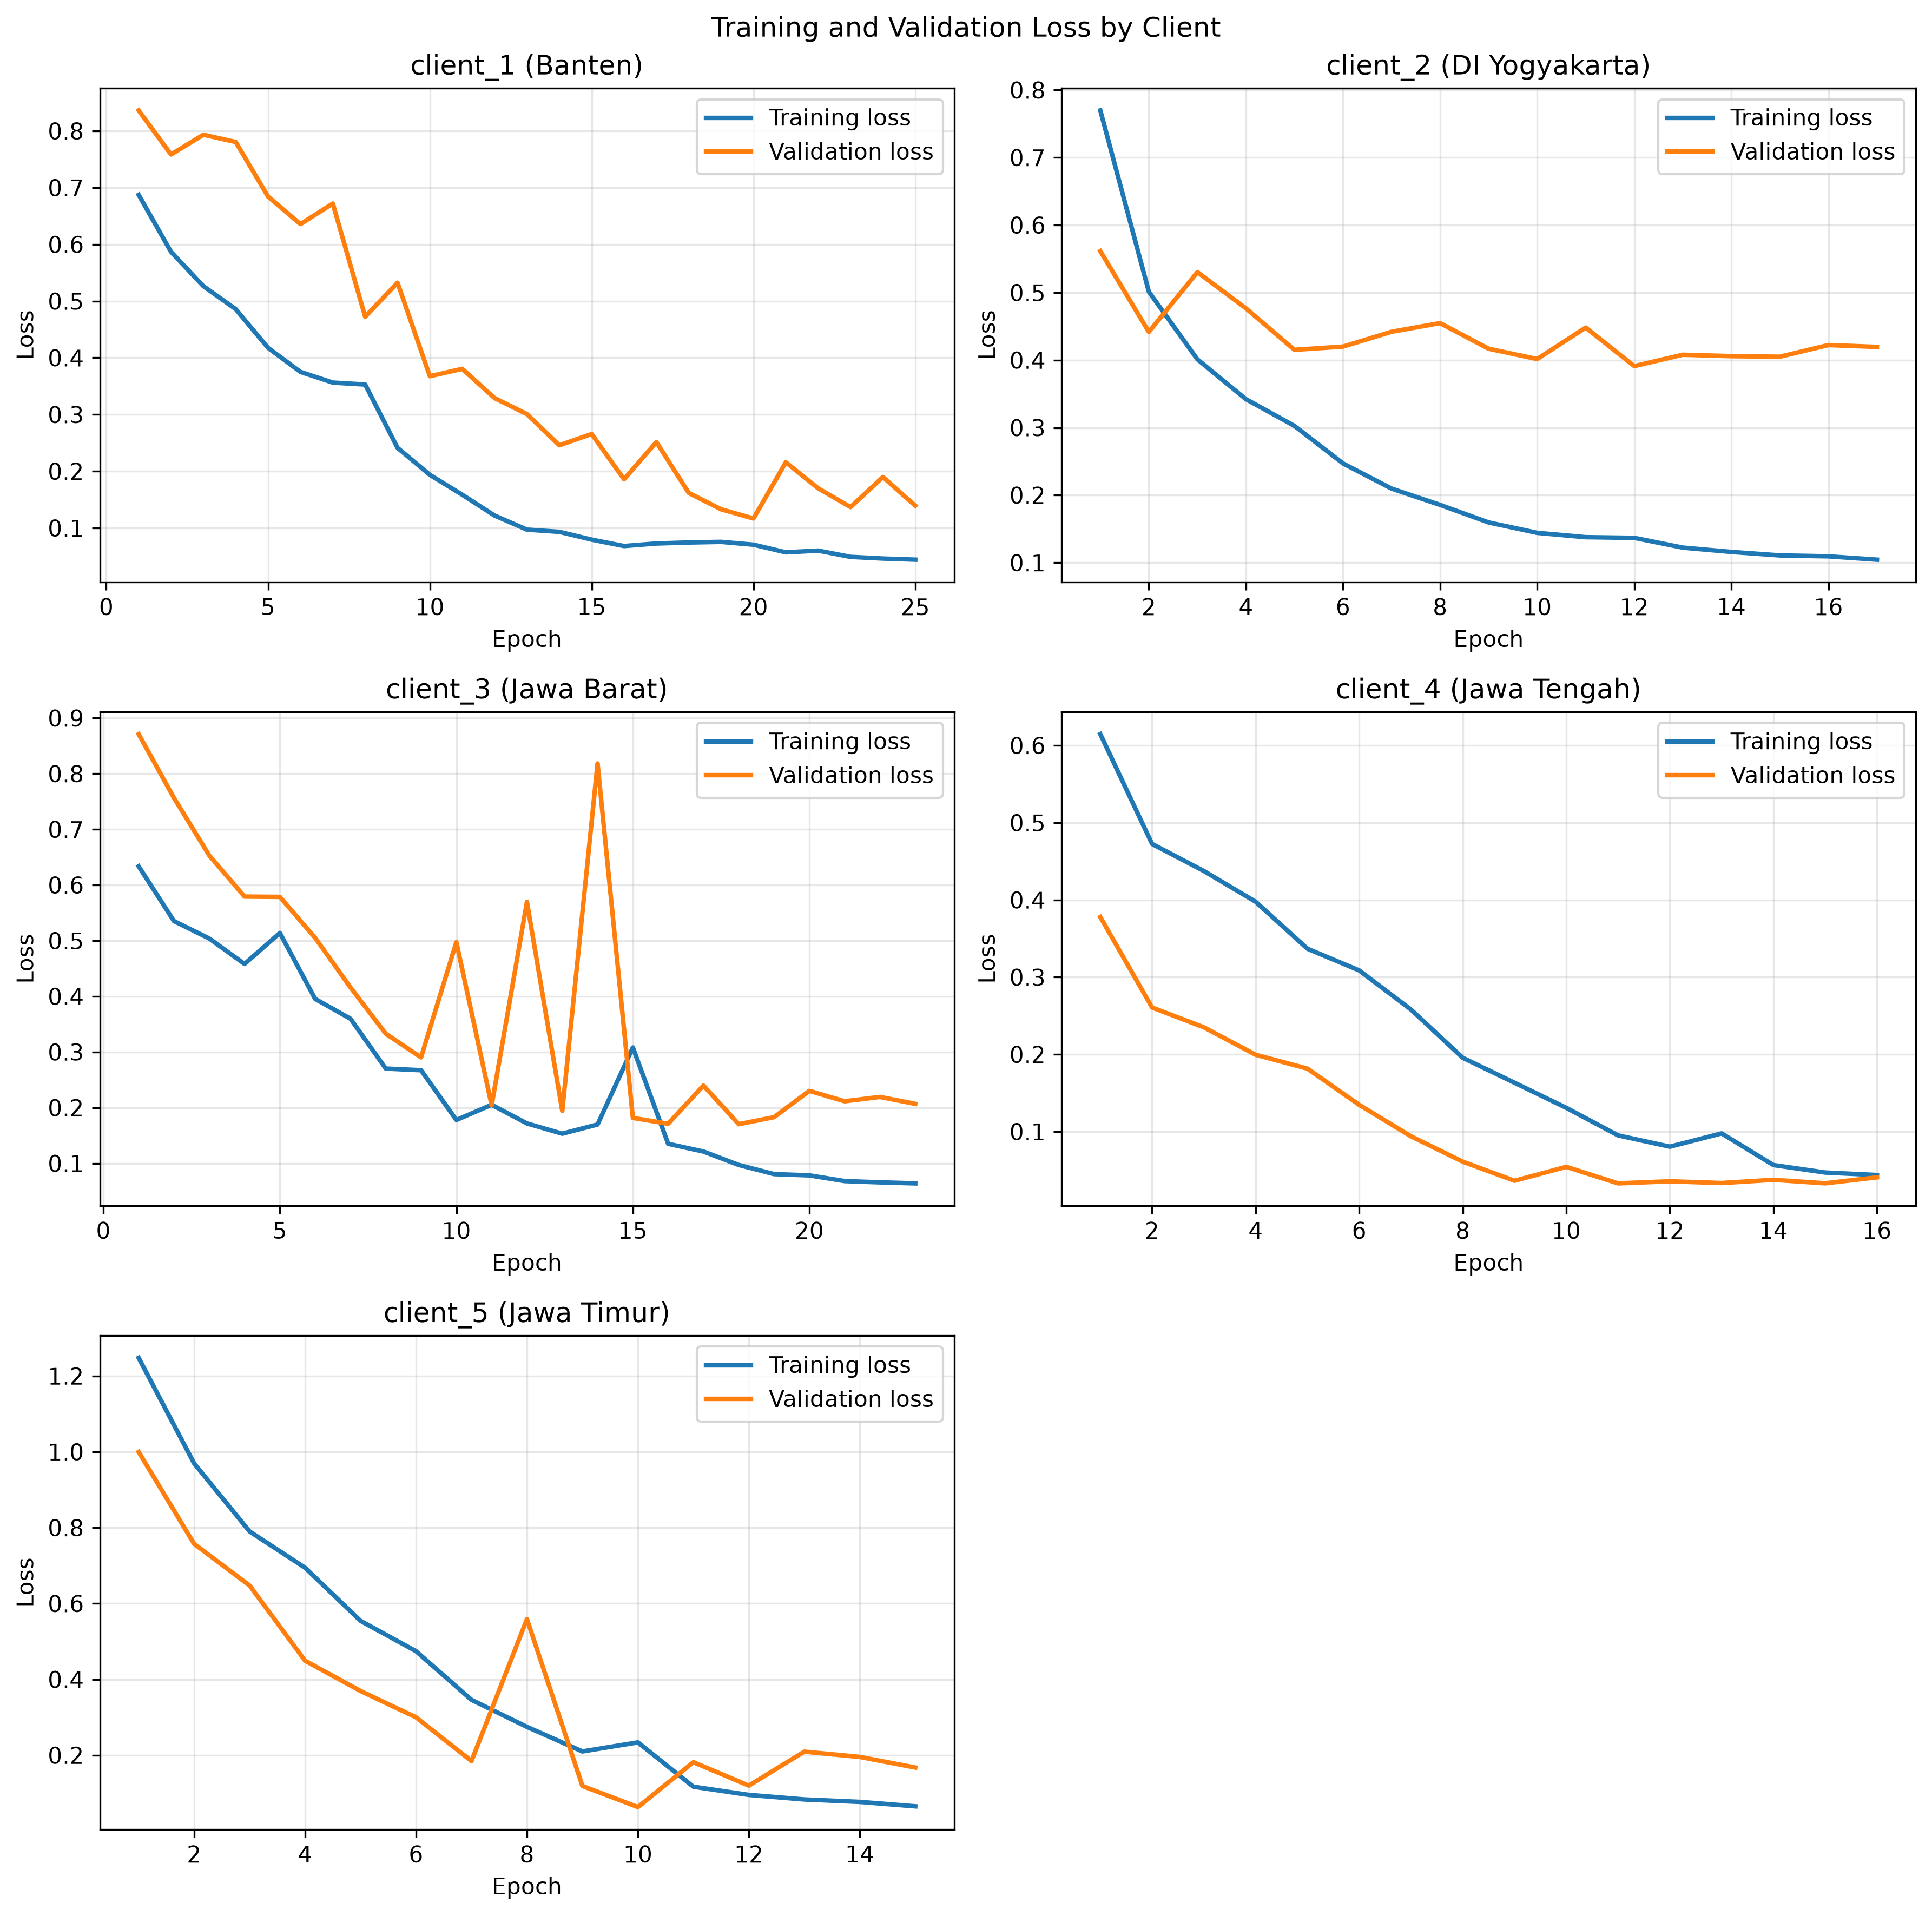 Training and Validation Loss by Client
client_1 (Banten)
Training loss
Validation loss
0.8
0.7
0.6
0.5
0.4
0.3
0.2
0.1
Loss
0 5 10 15 20 25
Epoch
client_2 (DI Yogyakarta)
Training loss
Validation loss
0.8
0.7
0.6
0.5
0.4
0.3
0.2
0.1
Loss
2 4 6 8 10 12 14 16
Epoch
client_3 (Jawa Barat)
Training loss
Validation loss
0.9
0.8
0.7
0.6
0.5
0.4
0.3
0.2
0.1
Loss
0 5 10 15 20
Epoch
client_4 (Jawa Tengah)
Training loss
Validation loss
0.6
0.5
0.4
0.3
0.2
0.1
Loss
2 4 6 8 10 12 14 16
Epoch
client_5 (Jawa Timur)
Training loss
Validation loss
1.2
1.0
0.8
0.6
0.4
0.2
Loss
2 4 6 8 10 12 14
Epoch